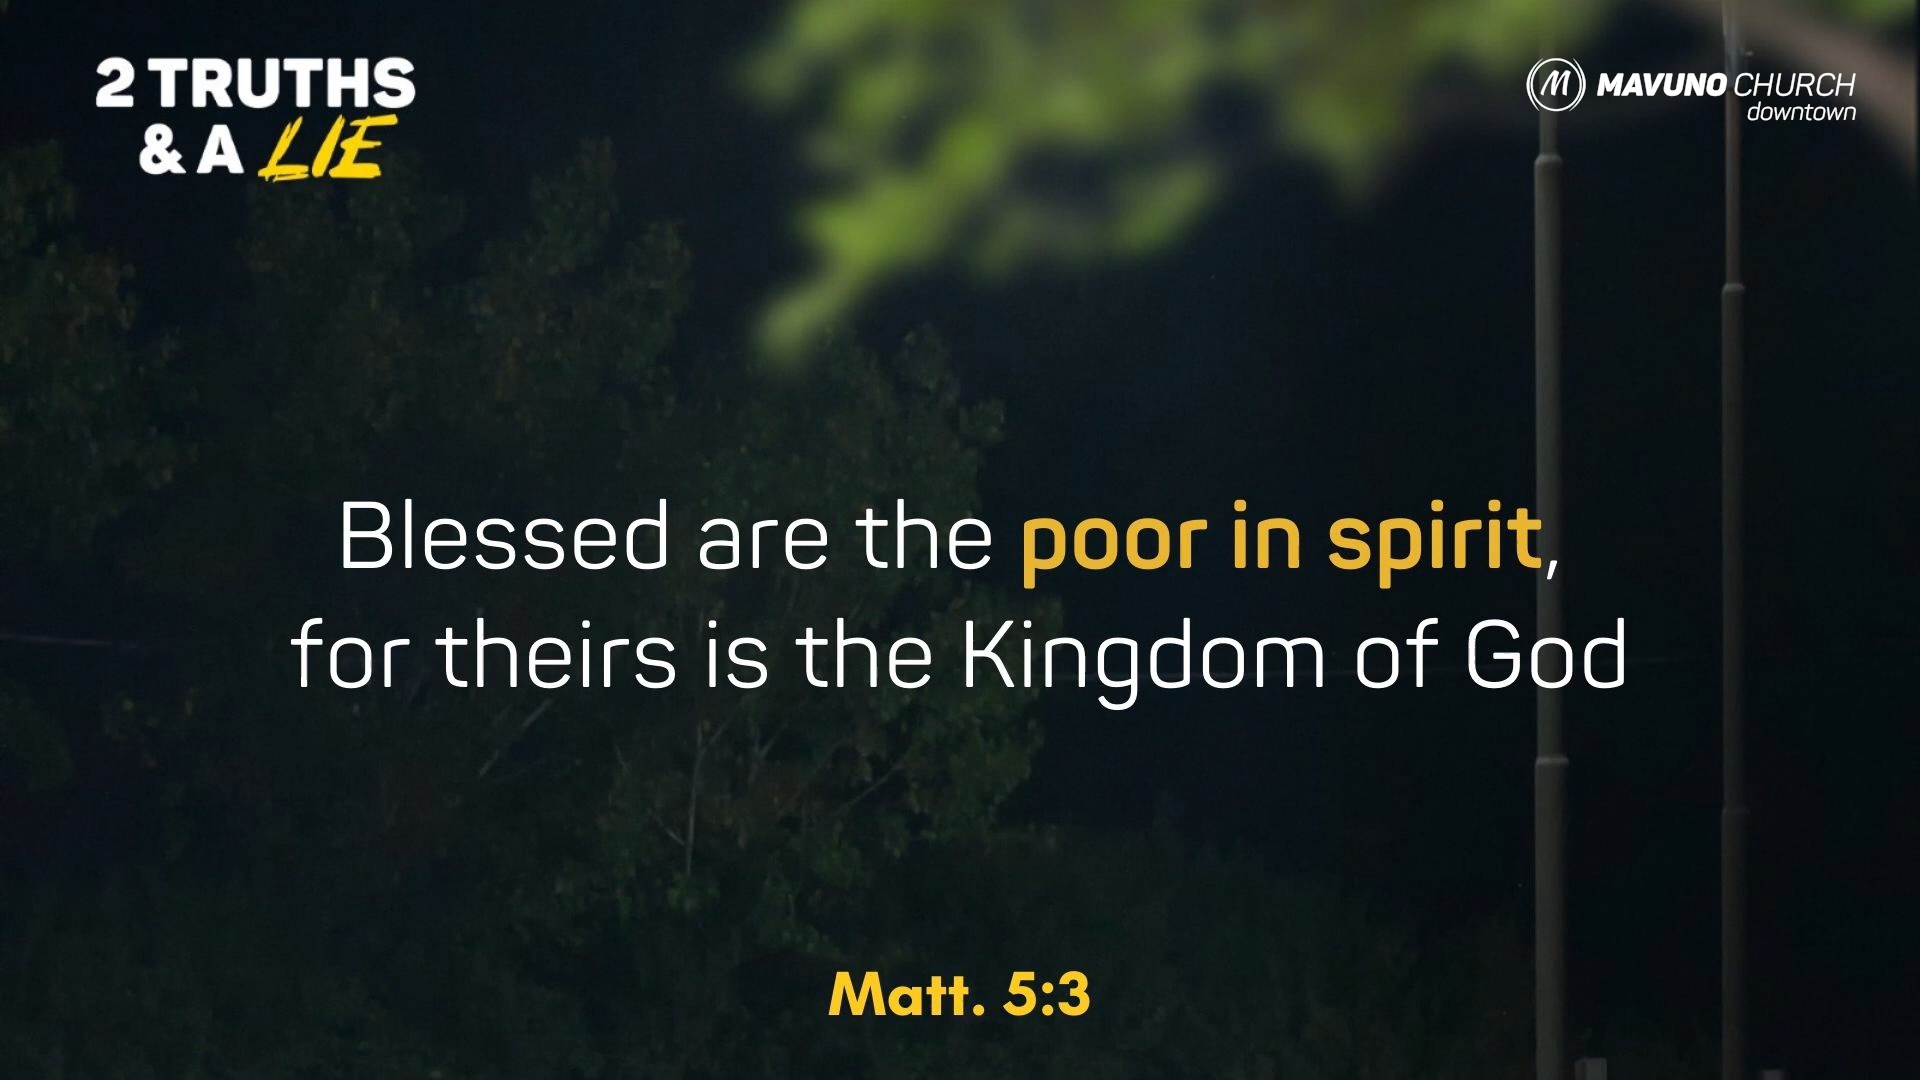 2 TRUTHS
& A LIE
M MAVUNO CHURCH
downtown
Blessed are the poor in spirit,
for theirs is the Kingdom of God
Matt. 5:3